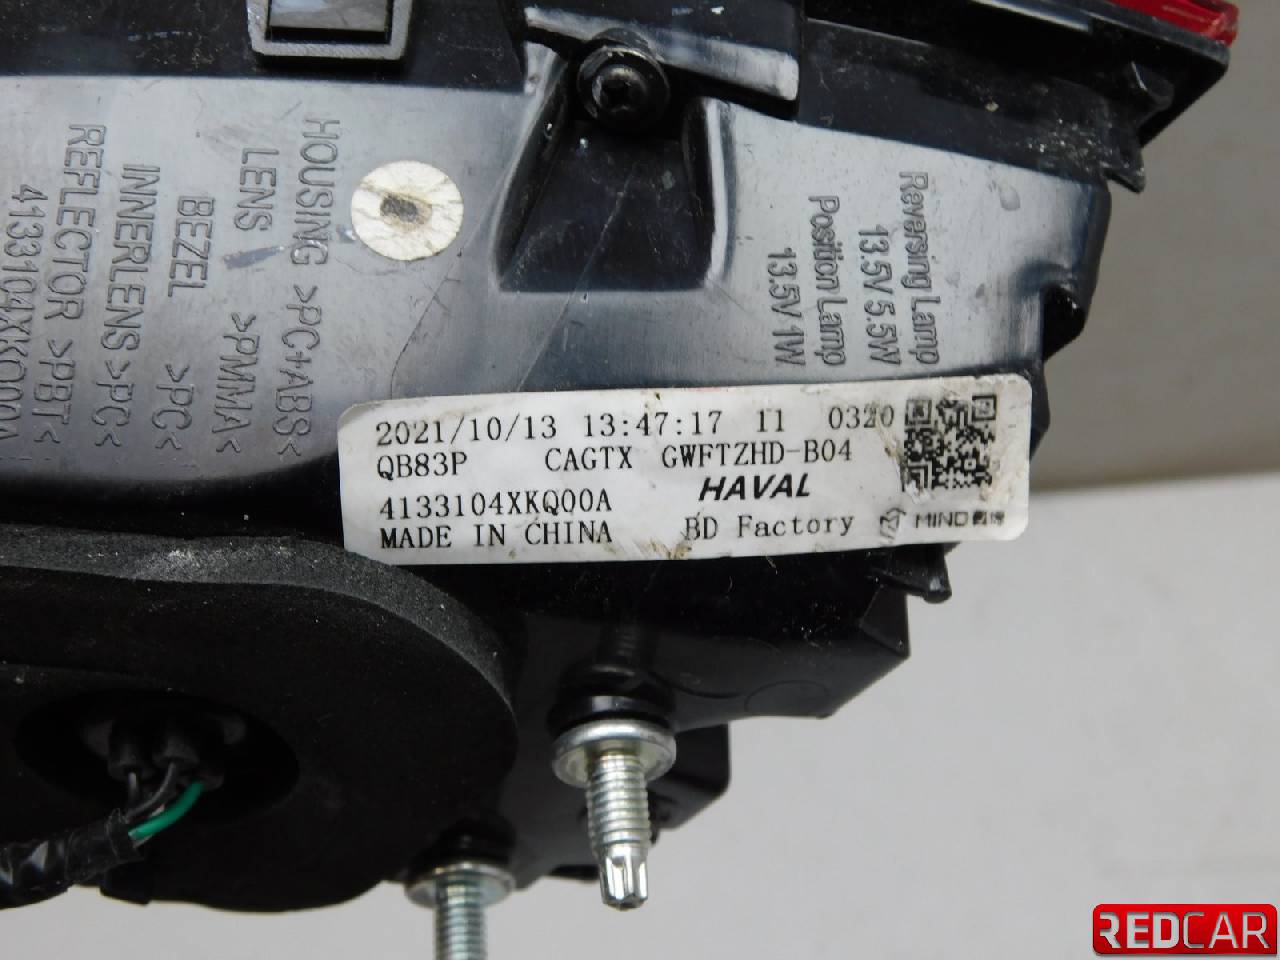 HOUSING >PC+ABS<
LENS >PMMA<
BEZEL >PC<
INNERLENS>PC<
REFLECTOR >PBT<
4133104XKQ00A
Reversing Lamp
13.5V 5.5W
Position Lamp
13.5V 1W
2021/10/13 13:47:17 11 0320
QB83P CAGTX GWFTZHD-B04
4133104XKQ00A HAVAL
MADE IN CHINA BD Factory MIND
REDCAR